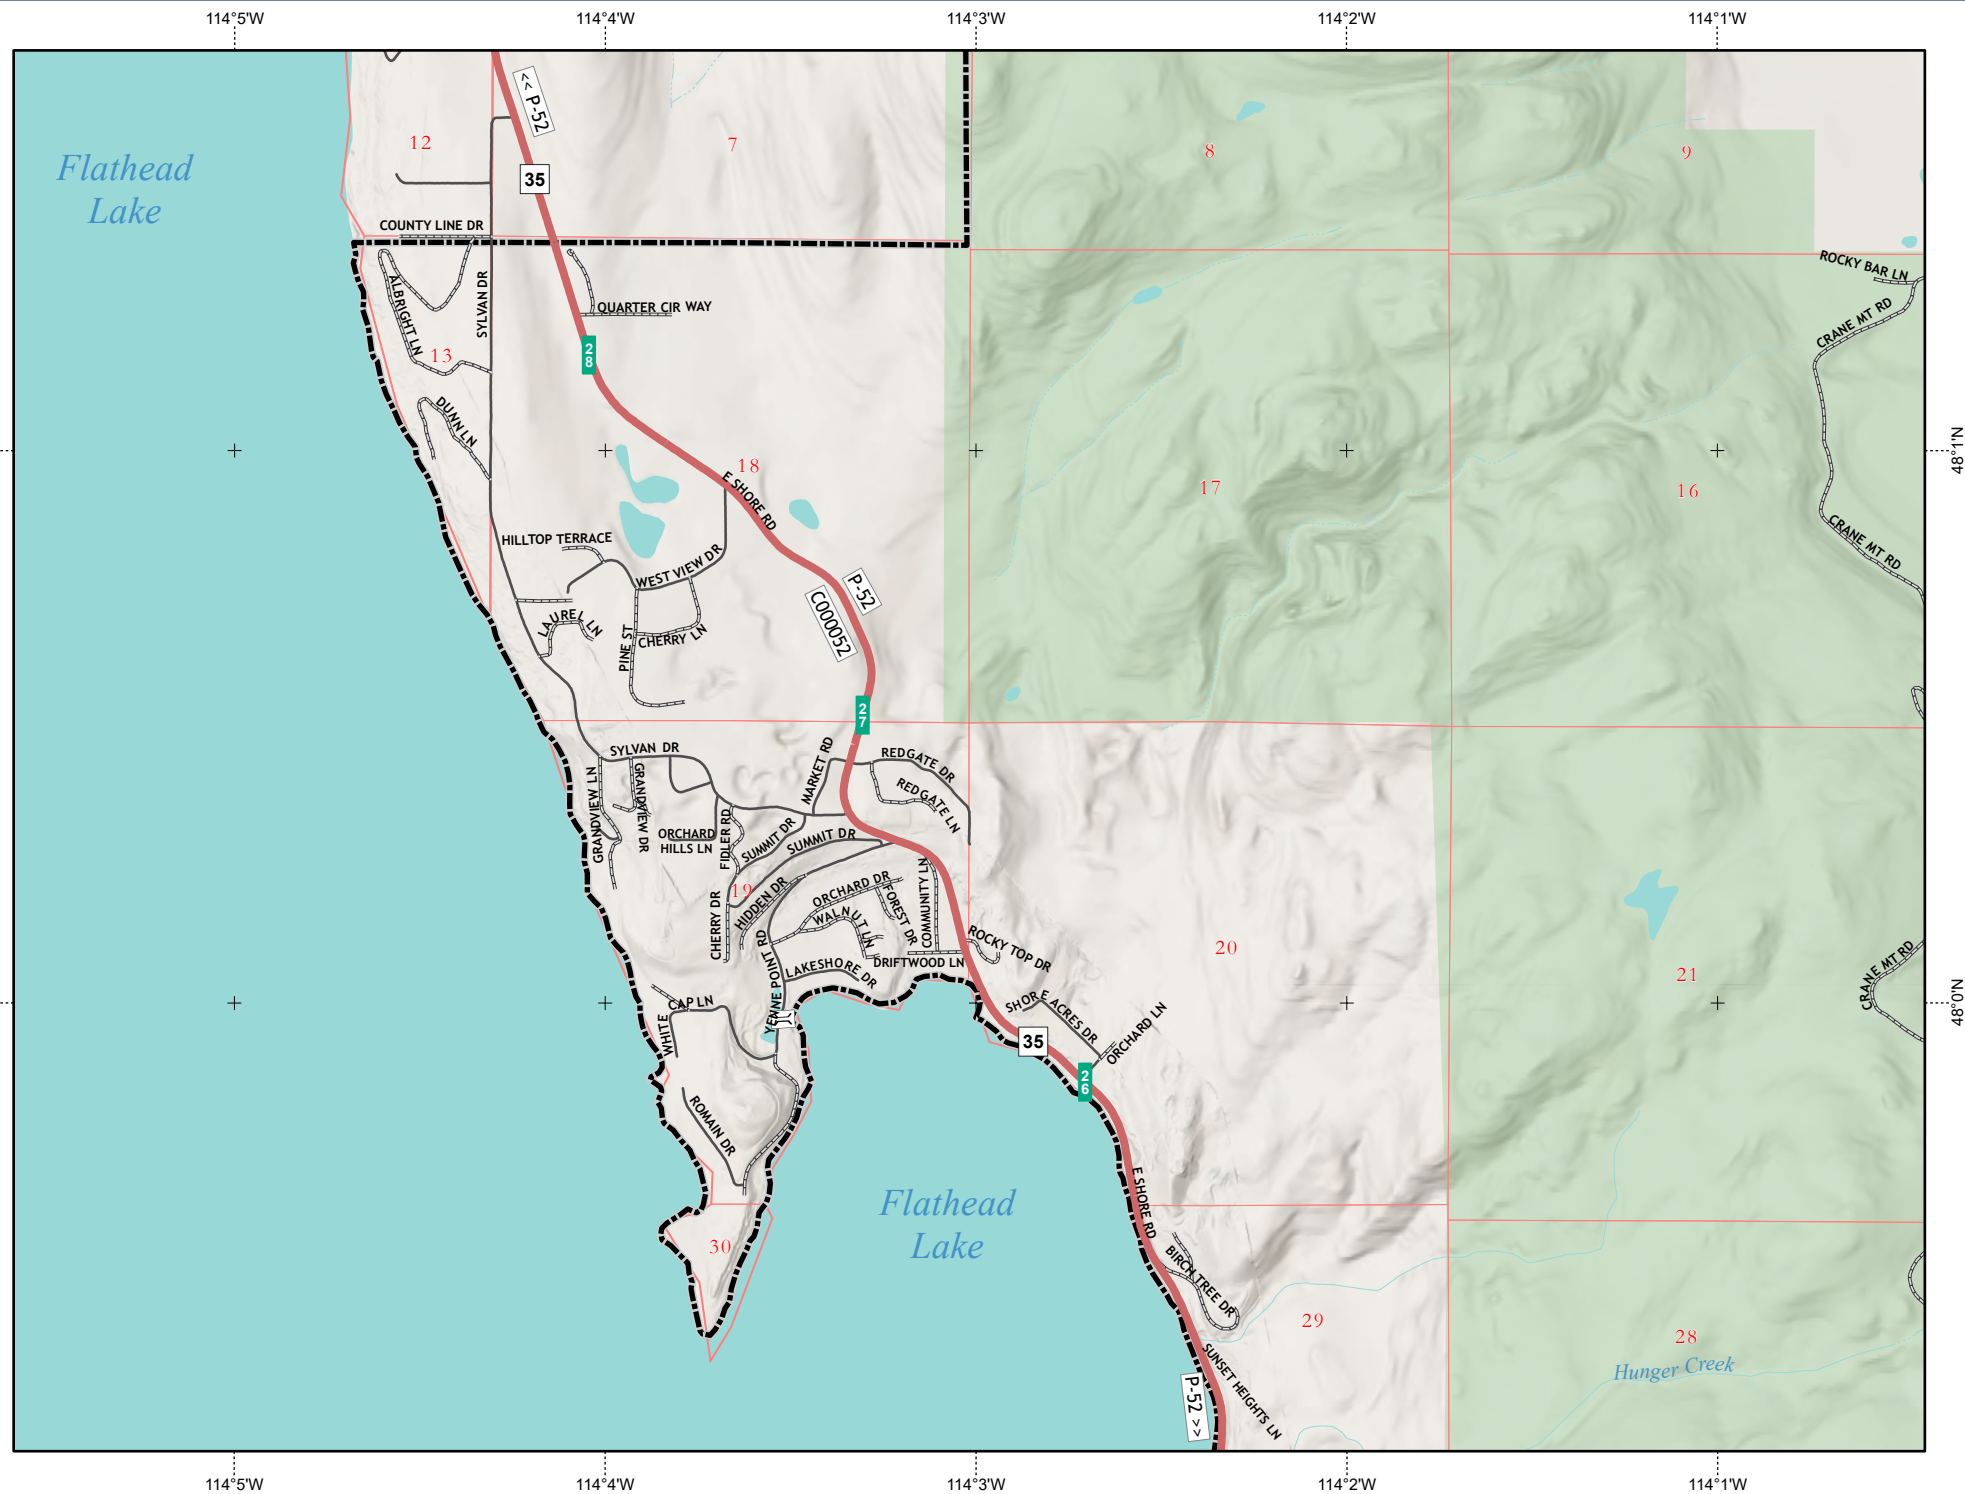 114°5'W
114°4'W
114°3'W
114°2'W
114°1'W
<< P-52
12
7
8
9
Flathead
Lake
35
COUNTY LINE DR
ROCKY BAR LN
ALBRIGHT LN
SYLVAN DR
QUARTER CIR WAY
CRANE MT RD
28
13
DUNN LN
48°1'N
18
E SHORE RD
17
16
HILLTOP TERRACE
CRANE MT RD
WEST VIEW DR
P-52
C000052
LAUREL LN
PINE ST
CHERRY LN
27
SYLVAN DR
MARKET RD
REDGATE DR
GRANDVIEW LN
GRANDVIEW DR
REDGATE LN
ORCHARD
HILLS LN
FIDLER RD
SUMMIT DR
SUMMIT DR
19
HIDDEN DR
CHERRY DR
ORCHARD DR
WALNUT LN
FOREST DR
COMMUNITY LN
ROCKY TOP DR
20
21
CRANE MT RD
YENNE POINT RD
LAKESHORE DR
DRIFTWOOD LN
WHITE CAP LN
SHORE ACRES DR
ORCHARD LN
48°0'N
35
26
ROMAIN DR
E SHORE RD
Flathead
Lake
30
BIRCH TREE DR
29
28
SUNSET HEIGHTS LN
Hunger Creek
P-52 >>
114°5'W
114°4'W
114°3'W
114°2'W
114°1'W